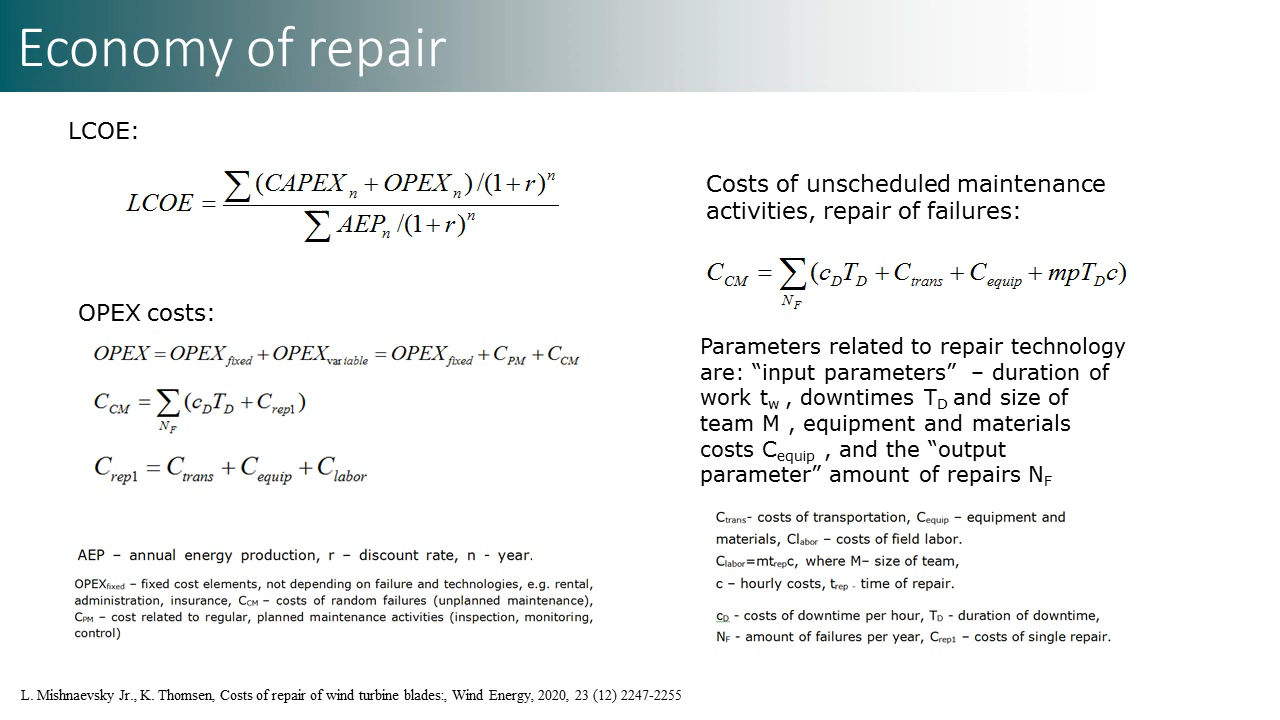 Economy of repair
LCOE:
LCOE = ∑(CAPEXₙ + OPEXₙ)/(1+r)ⁿ
∑ AEPₙ /(1+r)ⁿ
OPEX costs:
OPEX = OPEX_fixed + OPEX_variable = OPEX_fixed + C_PM + C_CM
C_CM = ∑_{N_F} (c_D T_D + C_rep1)
C_rep1 = C_trans + C_equip + C_labor
AEP – annual energy production, r – discount rate, n - year.
OPEX_fixed – fixed cost elements, not depending on failure and technologies, e.g. rental,
administration, insurance, C_CM – costs of random failures (unplanned maintenance),
C_PM – cost related to regular, planned maintenance activities (inspection, monitoring,
control)
Costs of unscheduled maintenance
activities, repair of failures:
C_CM = ∑_{N_F} (c_D T_D + C_trans + C_equip + mpT_D c)
Parameters related to repair technology
are: “input parameters” – duration of
work t_w , downtimes T_D and size of
team M , equipment and materials
costs C_equip , and the “output
parameter” amount of repairs N_F
C_trans- costs of transportation, C_equip – equipment and
materials, Cl_abor – costs of field labor.
C_labor=mt_repc, where M– size of team,
c – hourly costs, t_rep - time of repair.
c_D - costs of downtime per hour, T_D - duration of downtime,
N_F - amount of failures per year, C_rep1 – costs of single repair.
L. Mishnaevsky Jr., K. Thomsen, Costs of repair of wind turbine blades:, Wind Energy, 2020, 23 (12) 2247-2255